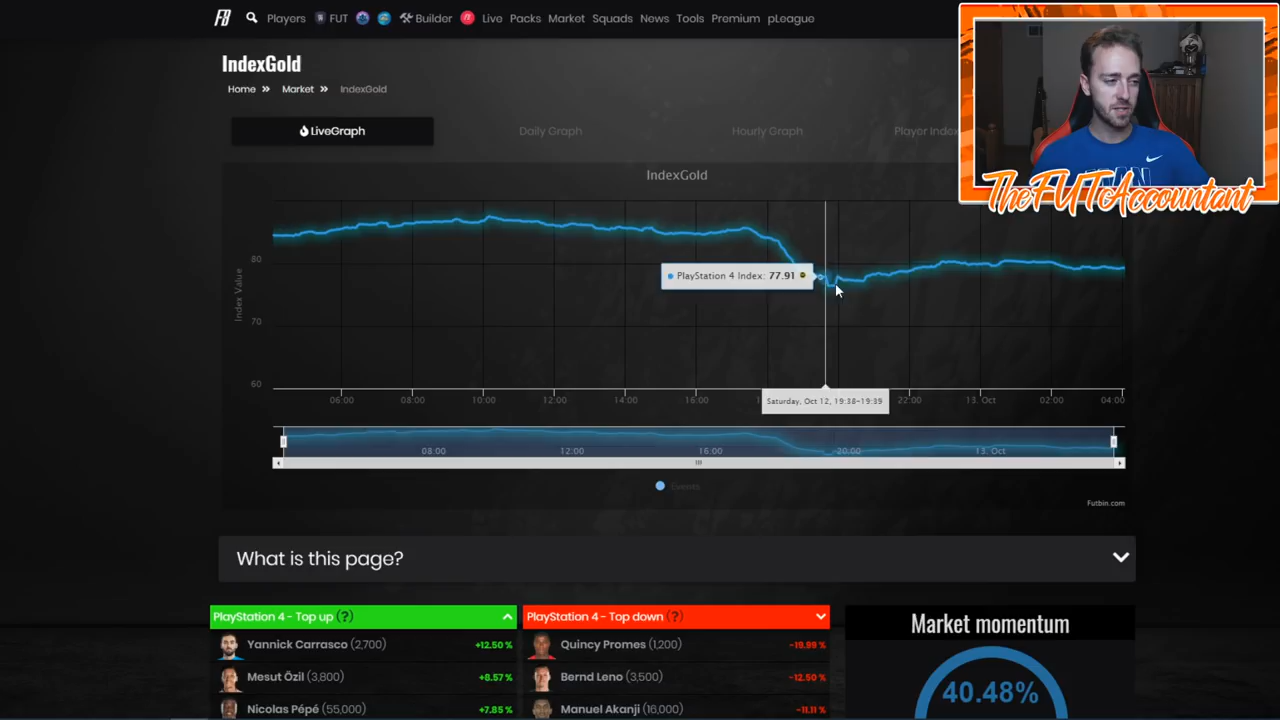 FB Players FUT Builder Live Packs Market Squads News Tools Premium pLeague
IndexGold
Home » Market » IndexGold
LiveGraph Daily Graph Hourly Graph Player Index
TheFUTAccountant
IndexGold
Index Value
80
70
60
PlayStation 4 Index: 77.91
06:00 08:00 10:00 12:00 14:00 16:00 22:00 13. Oct 02:00 04:00
Saturday, Oct 12, 19:38-19:39
08:00 12:00 16:00 20:00 13. Oct
Events
Futbin.com
What is this page?
PlayStation 4 - Top up (?) PlayStation 4 - Top down (?)
Market momentum
Yannick Carrasco (2,700) +12.50 % Quincy Promes (1,200) -19.99 %
Mesut Özil (3,800) +8.57 % Bernd Leno (3,500) -12.50 %
40.48%
Nicolas Pépé (55,000) +7.85 % Manuel Akanji (16,000) -11.11 %